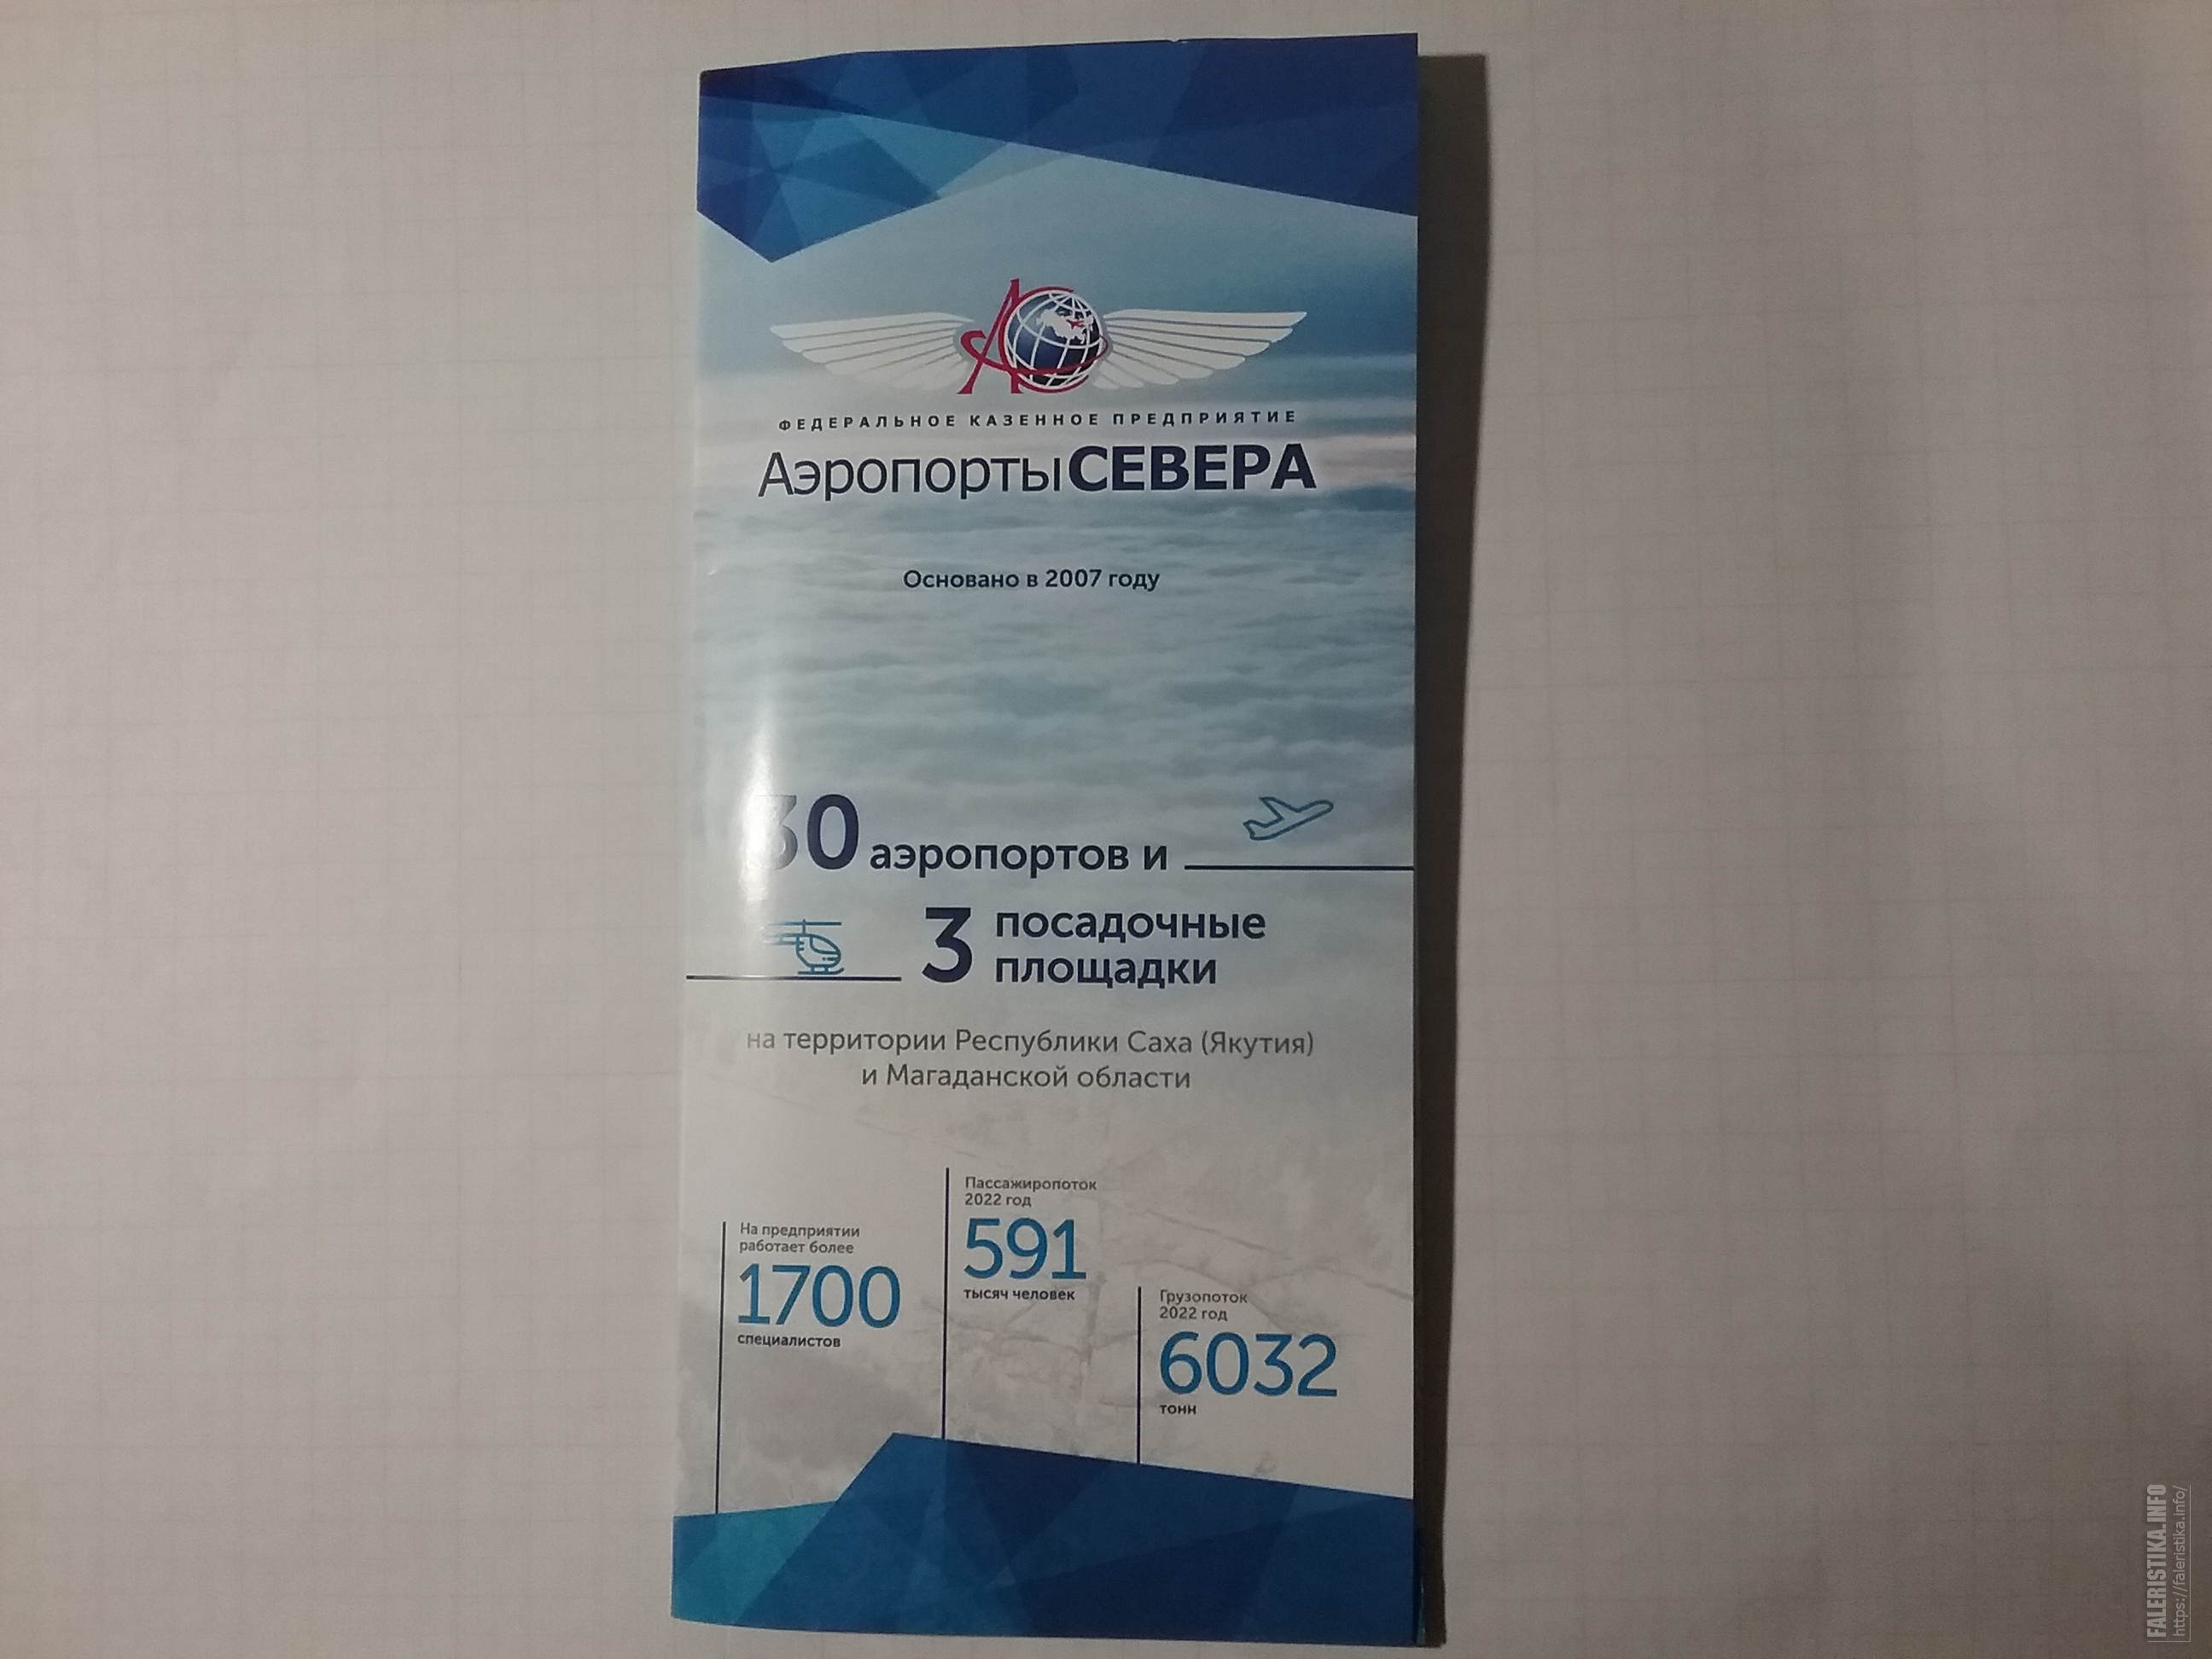 ФЕДЕРАЛЬНОЕ КАЗЕННОЕ ПРЕДПРИЯТИЕ
АэропортыСЕВЕРА
Основано в 2007 году
30 аэропортов и
3 посадочные
площадки
на территории Республики Саха (Якутия)
и Магаданской области
На предприятии
работает более
1700
специалистов
Пассажиропоток
2022 год
591
тысяч человек
Грузопоток
2022 год
6032
тонн
FALERISTIKA.INFO
https://faleristika.info/